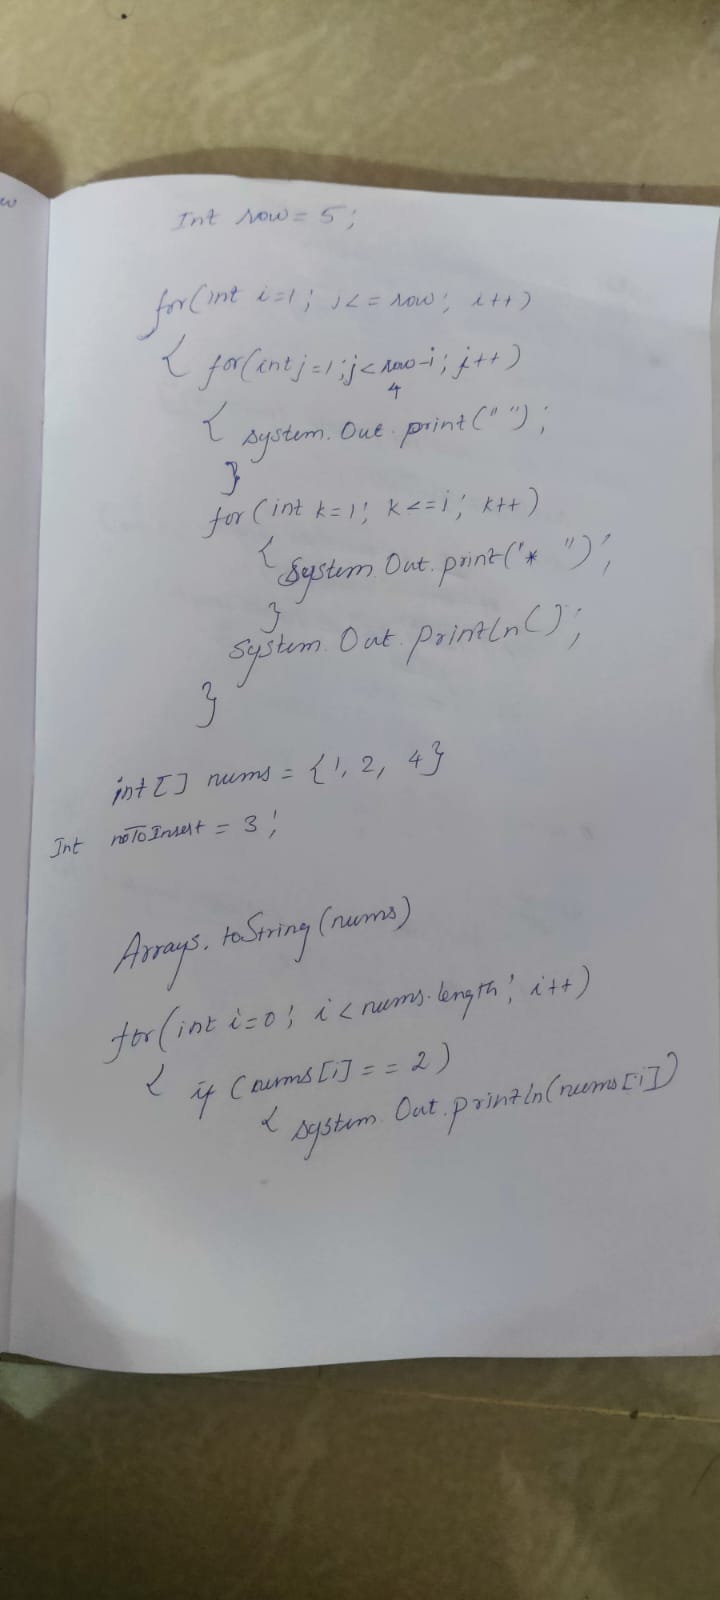 w
Int row = 5;
for(int i=1; i<= row; i++)
{ for(int j=1; j< row-i; j++)
4
{ system. Out. print(" ");
}
for (int k=1; k<=i; k++)
{ System. Out. print("* ");
}
System. Out. println();
}
int[] nums = {1, 2, 4}
Int noToInsert = 3;
Arrays. toString(nums)
for(int i=0; i< nums.length; i++)
{ if (nums[i] == 2)
{ system. Out. println(nums[i])